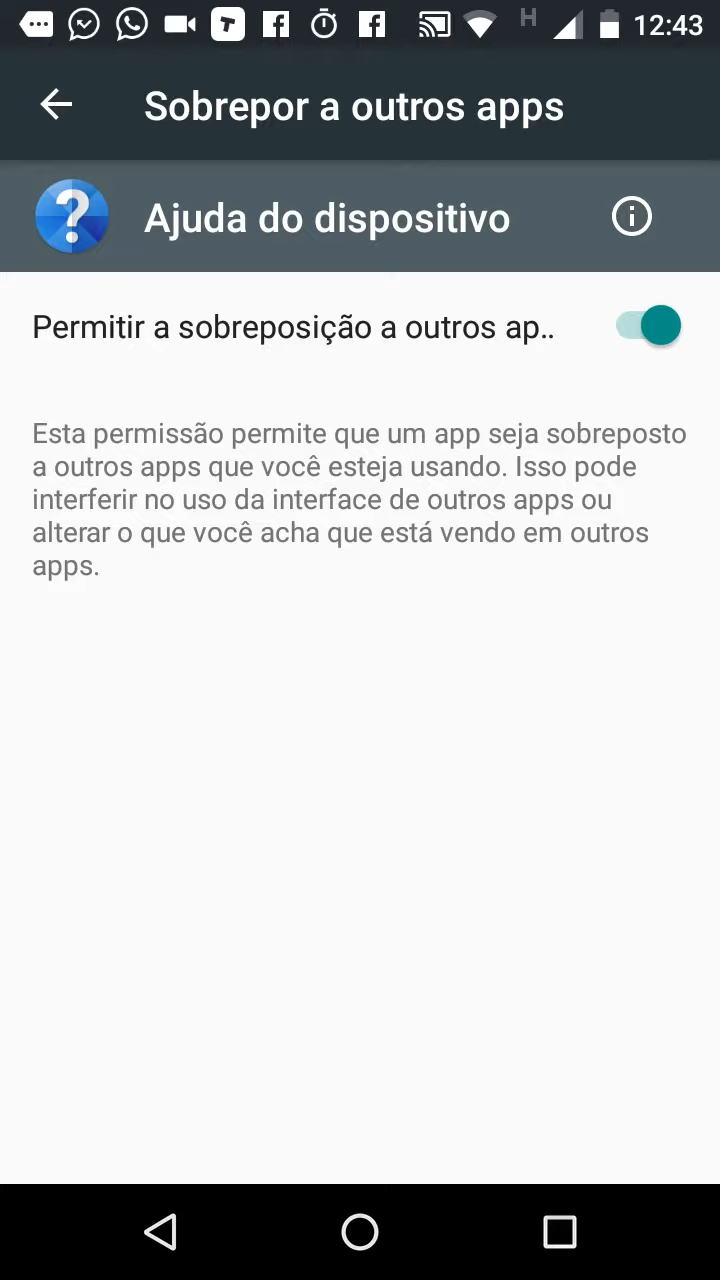 H 12:43
Sobrepor a outros apps
Ajuda do dispositivo
Permitir a sobreposição a outros ap..
Esta permissão permite que um app seja sobreposto
a outros apps que você esteja usando. Isso pode
interferir no uso da interface de outros apps ou
alterar o que você acha que está vendo em outros
apps.